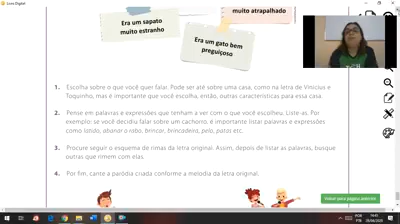 Livro Digital
muito atrapalhado
Era um sapato
muito estranho
Era um gato bem
preguiçoso
1. Escolha sobre o que você quer falar. Pode ser até sobre uma casa, como na letra de Vinicius e
Toquinho, mas é importante que você escolha, então, outras características para essa casa.
2. Pense em palavras e expressões que tenham a ver com o que você escolheu. Liste-as. Por
exemplo: se você decidiu falar sobre um cachorro, é importante listar palavras e expressões
como latido, abanar o rabo, brincar, brincadeira, pelo, patas etc.
3. Procure seguir o esquema de rimas da letra original. Assim, depois de listar as palavras, busque
outras que rimem com elas.
4. Por fim, cante a paródia criada conforme a melodia da letra original.
Voltar para página anterior